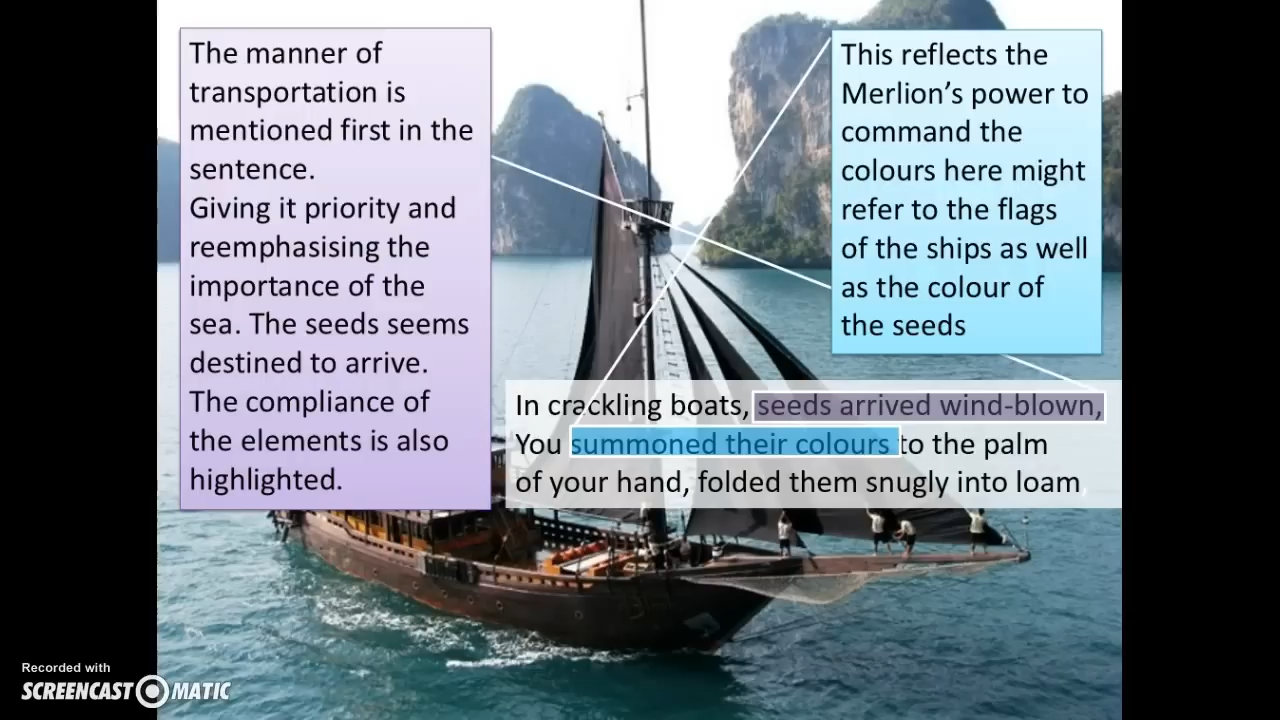 The manner of
transportation is
mentioned first in the
sentence.
Giving it priority and
reemphasising the
importance of the
sea. The seeds seems
destined to arrive.
The compliance of
the elements is also
highlighted.
This reflects the
Merlion’s power to
command the
colours here might
refer to the flags
of the ships as well
as the colour of
the seeds
In crackling boats, seeds arrived wind-blown,
You summoned their colours to the palm
of your hand, folded them snugly into loam,
Recorded with
SCREENCAST MATIC